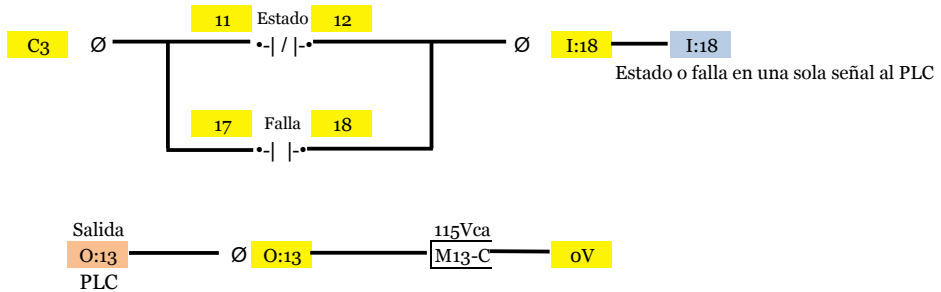 11 Estado 12
C3 Ø •-| / |-• Ø I:18 I:18
Estado o falla en una sola señal al PLC
17 Falla 18
•-| |-•
Salida 115Vca
O:13 Ø O:13 M13-C 0V
PLC